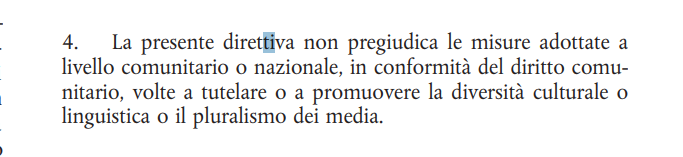 4. La presente direttiva non pregiudica le misure adottate a
livello comunitario o nazionale, in conformità del diritto comu-
nitario, volte a tutelare o a promuovere la diversità culturale o
linguistica o il pluralismo dei media.